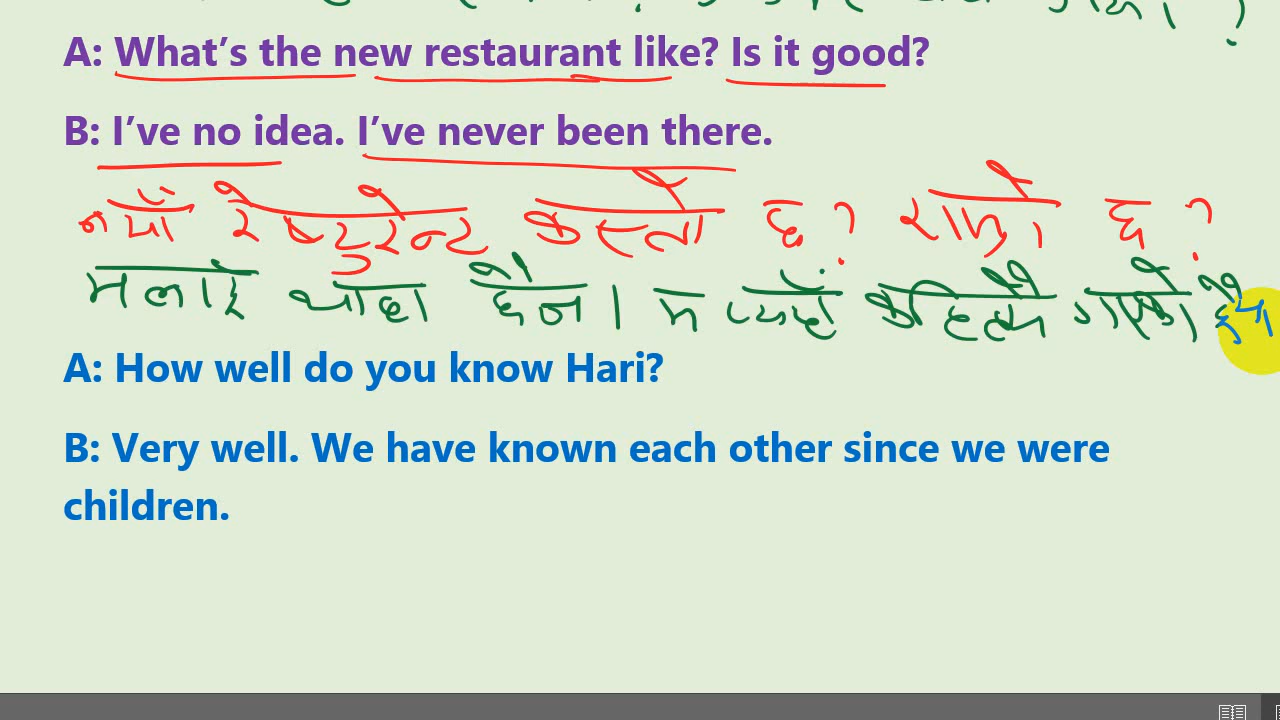 A: What's the new restaurant like? Is it good?
B: I've no idea. I've never been there.
नयाँ रेष्टुरेन्ट कस्तो छ? राम्रो छ?
मलाई थाहा छैन। म त्यहाँ कहिल्यै गएको
A: How well do you know Hari?
B: Very well. We have known each other since we were
children.